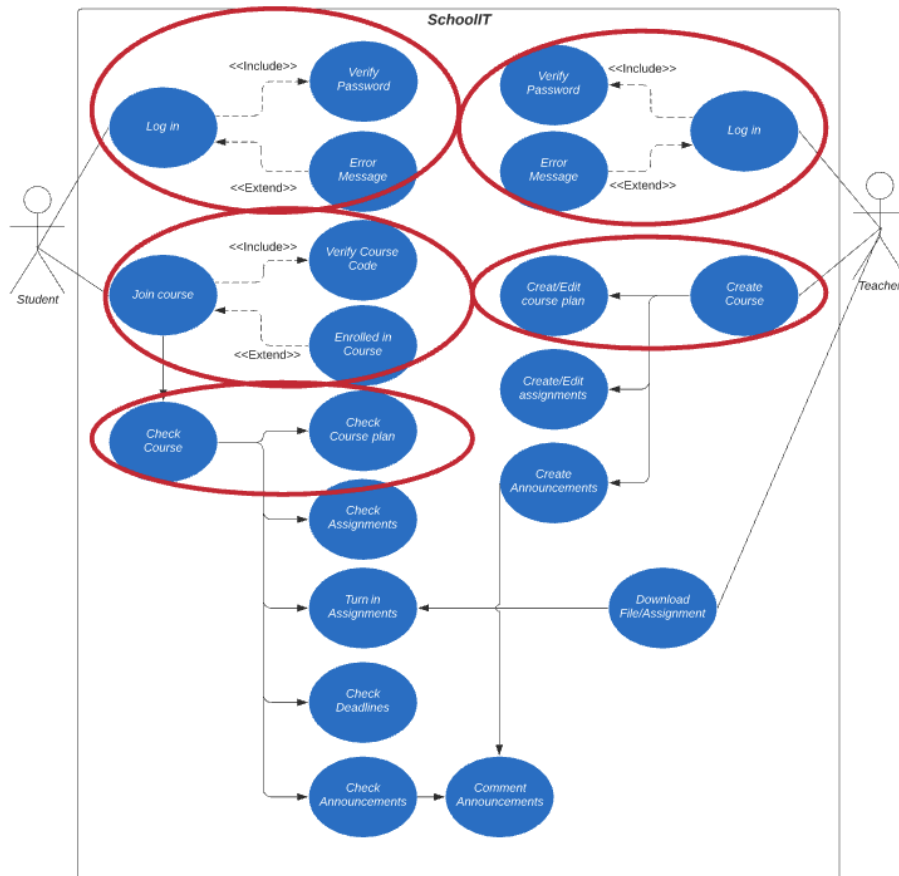 SchoolIT
<<Include>>
Verify
Password
Log in
Error
Message
<<Extend>>
Verify
Password
<<Include>>
Log in
Error
Message
<<Extend>>
Student
Teacher
<<Include>>
Verify Course
Code
Join course
Enrolled in
Course
<<Extend>>
Creat/Edit
course plan
Create
Course
Create/Edit
assignments
Check
Course
Check
Course plan
Create
Announcements
Check
Assignments
Turn in
Assignments
Download
File/Assignment
Check
Deadlines
Check
Announcements
Comment
Announcements